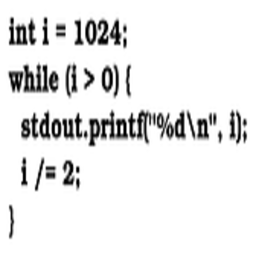 int i = 1024;
while (i > 0) {
  stdout.printf("%d\n", i);
  i /= 2;
}